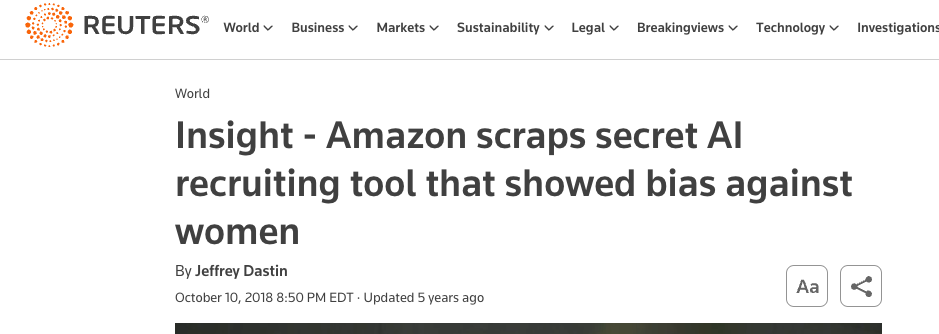 REUTERS® World Business Markets Sustainability Legal Breakingviews Technology Investigations
World
Insight - Amazon scraps secret AI
recruiting tool that showed bias against
women
By Jeffrey Dastin
October 10, 2018 8:50 PM EDT · Updated 5 years ago
Aa